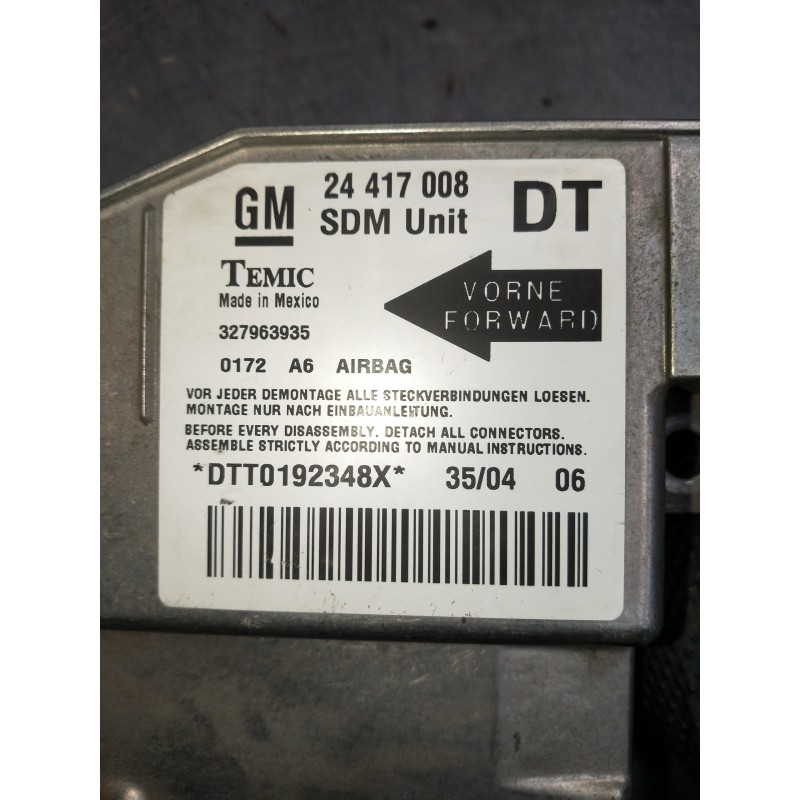 GM 24 417 008 DT
SDM Unit
TEMIC
Made in Mexico
VORNE
FORWARD
327963935
0172 A6 AIRBAG
VOR JEDER DEMONTAGE ALLE STECKVERBINDUNGEN LOESEN.
MONTAGE NUR NACH EINBAUANLEITUNG.
BEFORE EVERY DISASSEMBLY. DETACH ALL CONNECTORS.
ASSEMBLE STRICTLY ACCORDING TO MANUAL INSTRUCTIONS.
*DTT0192348X* 35/04 06